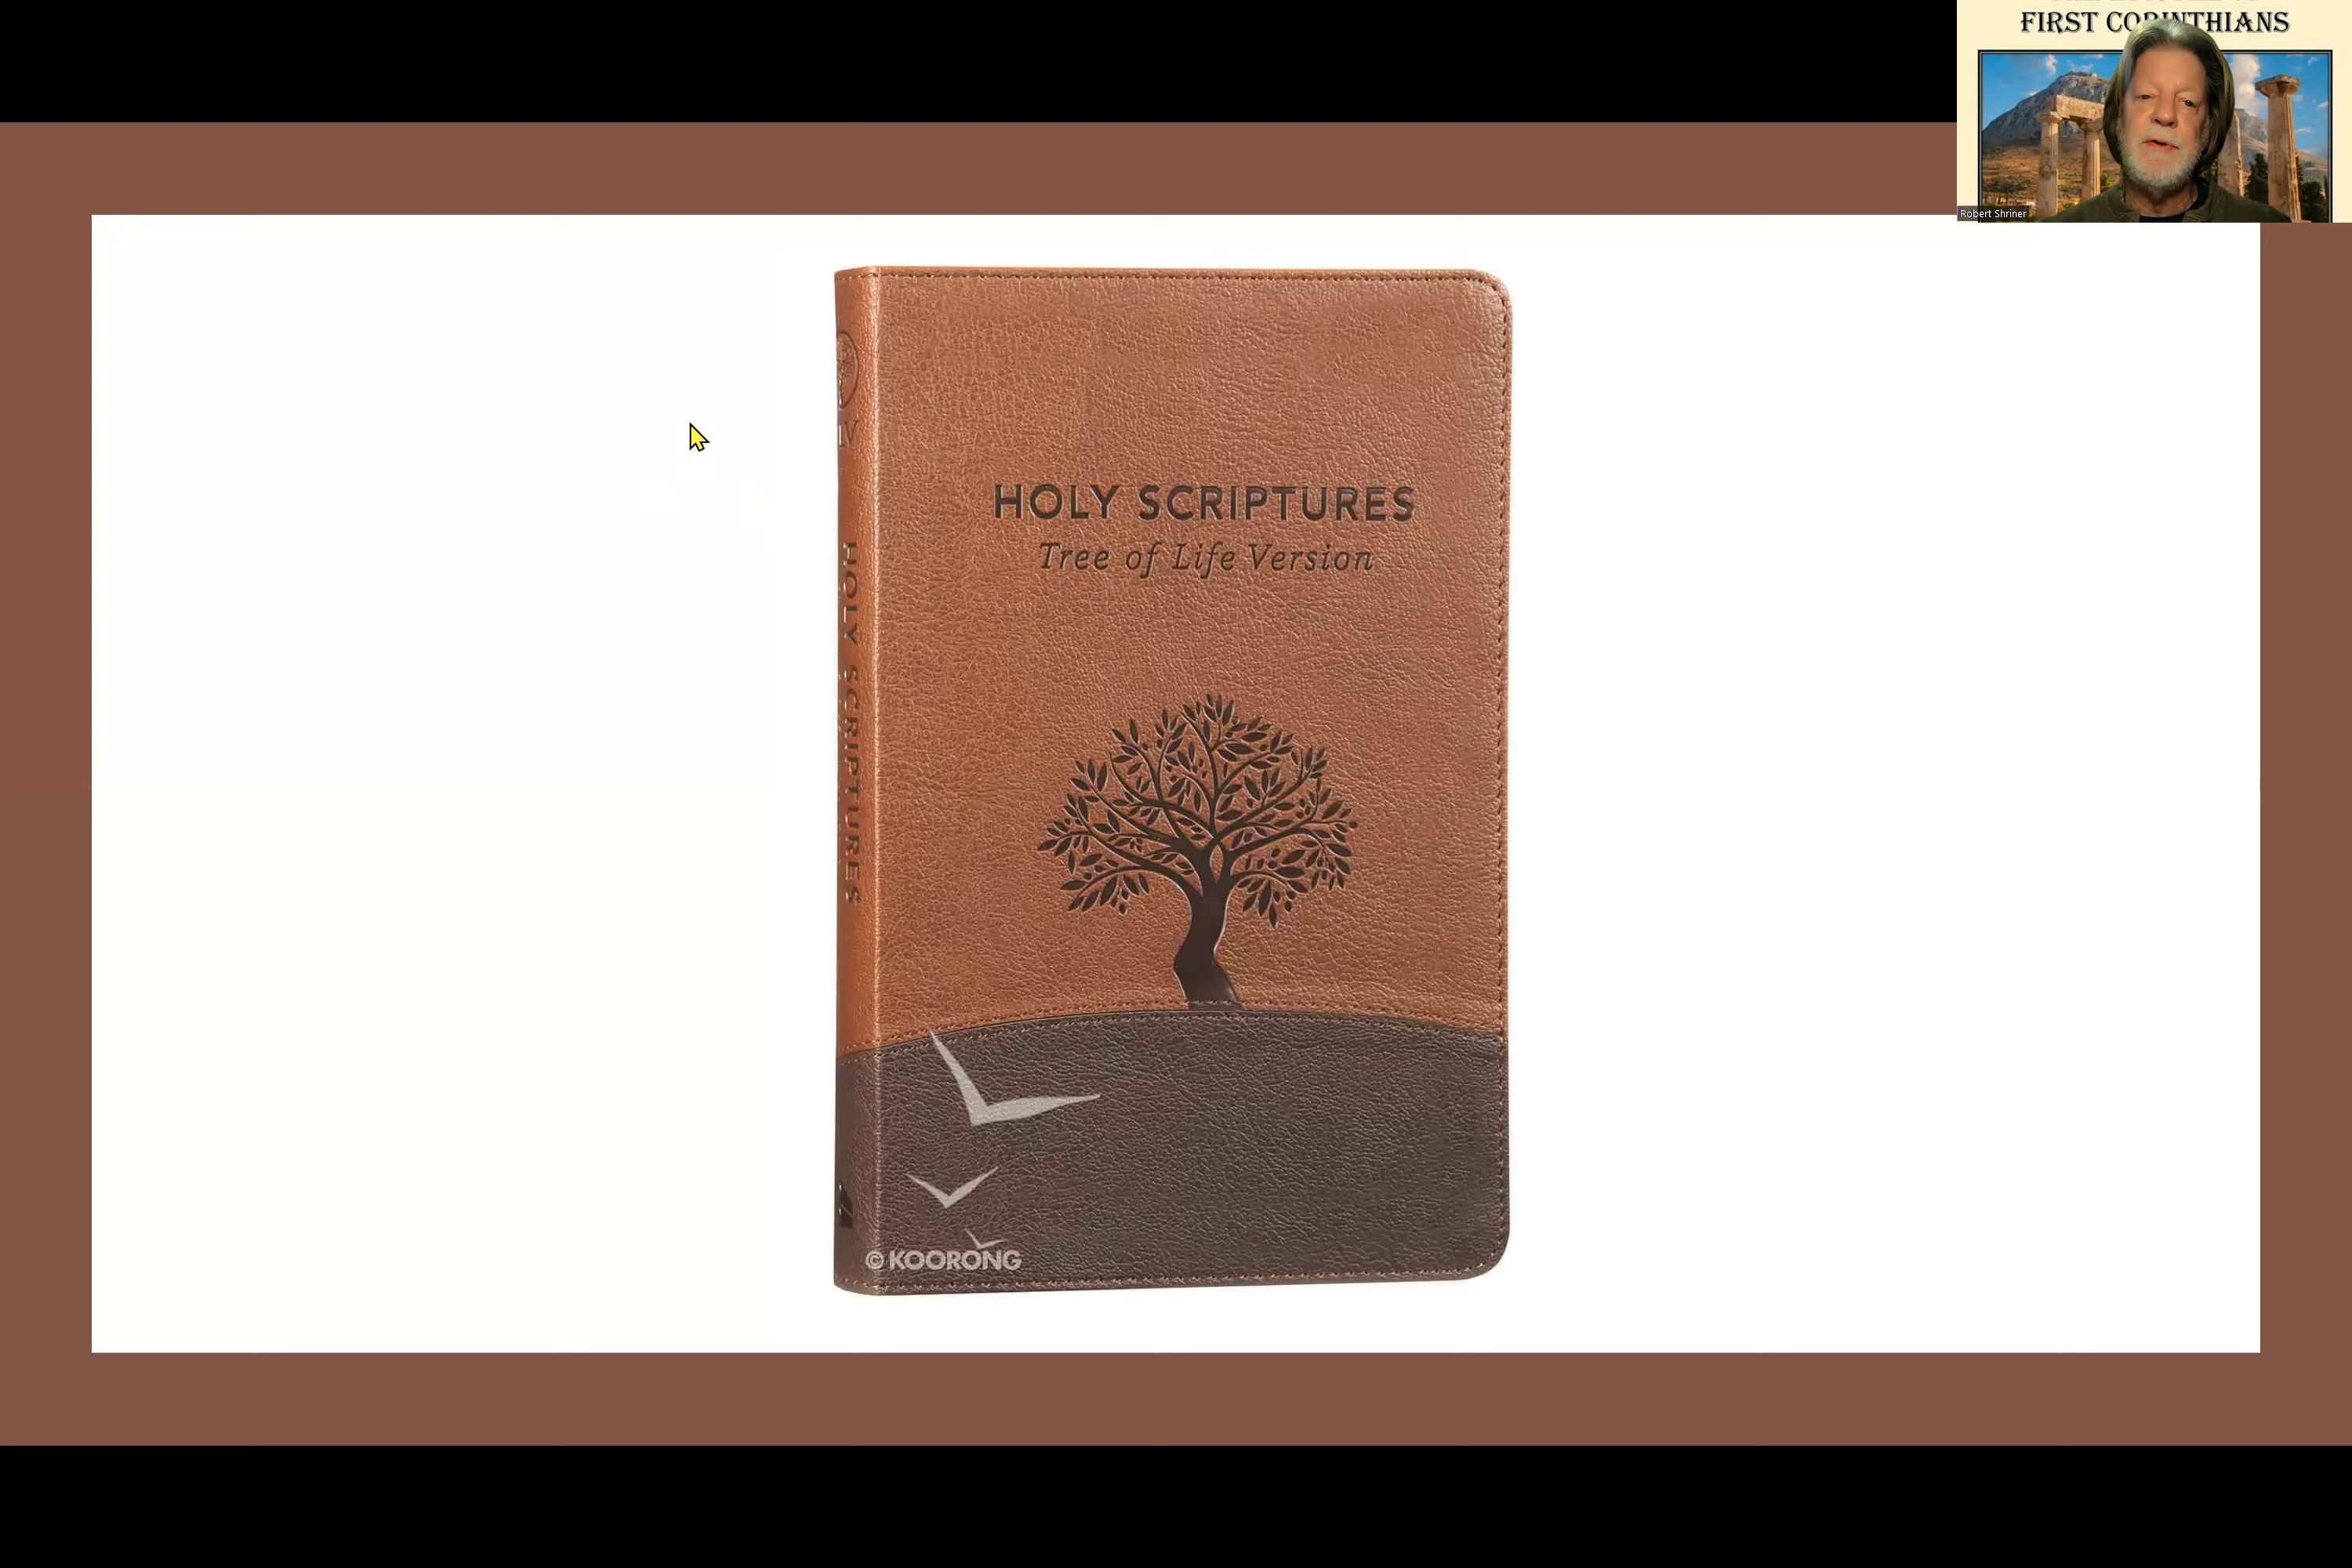 FIRST CORINTHIANS
Robert Shriner
HOLY SCRIPTURES
Tree of Life Version
HOLY SCRIPTURES
© KOORONG